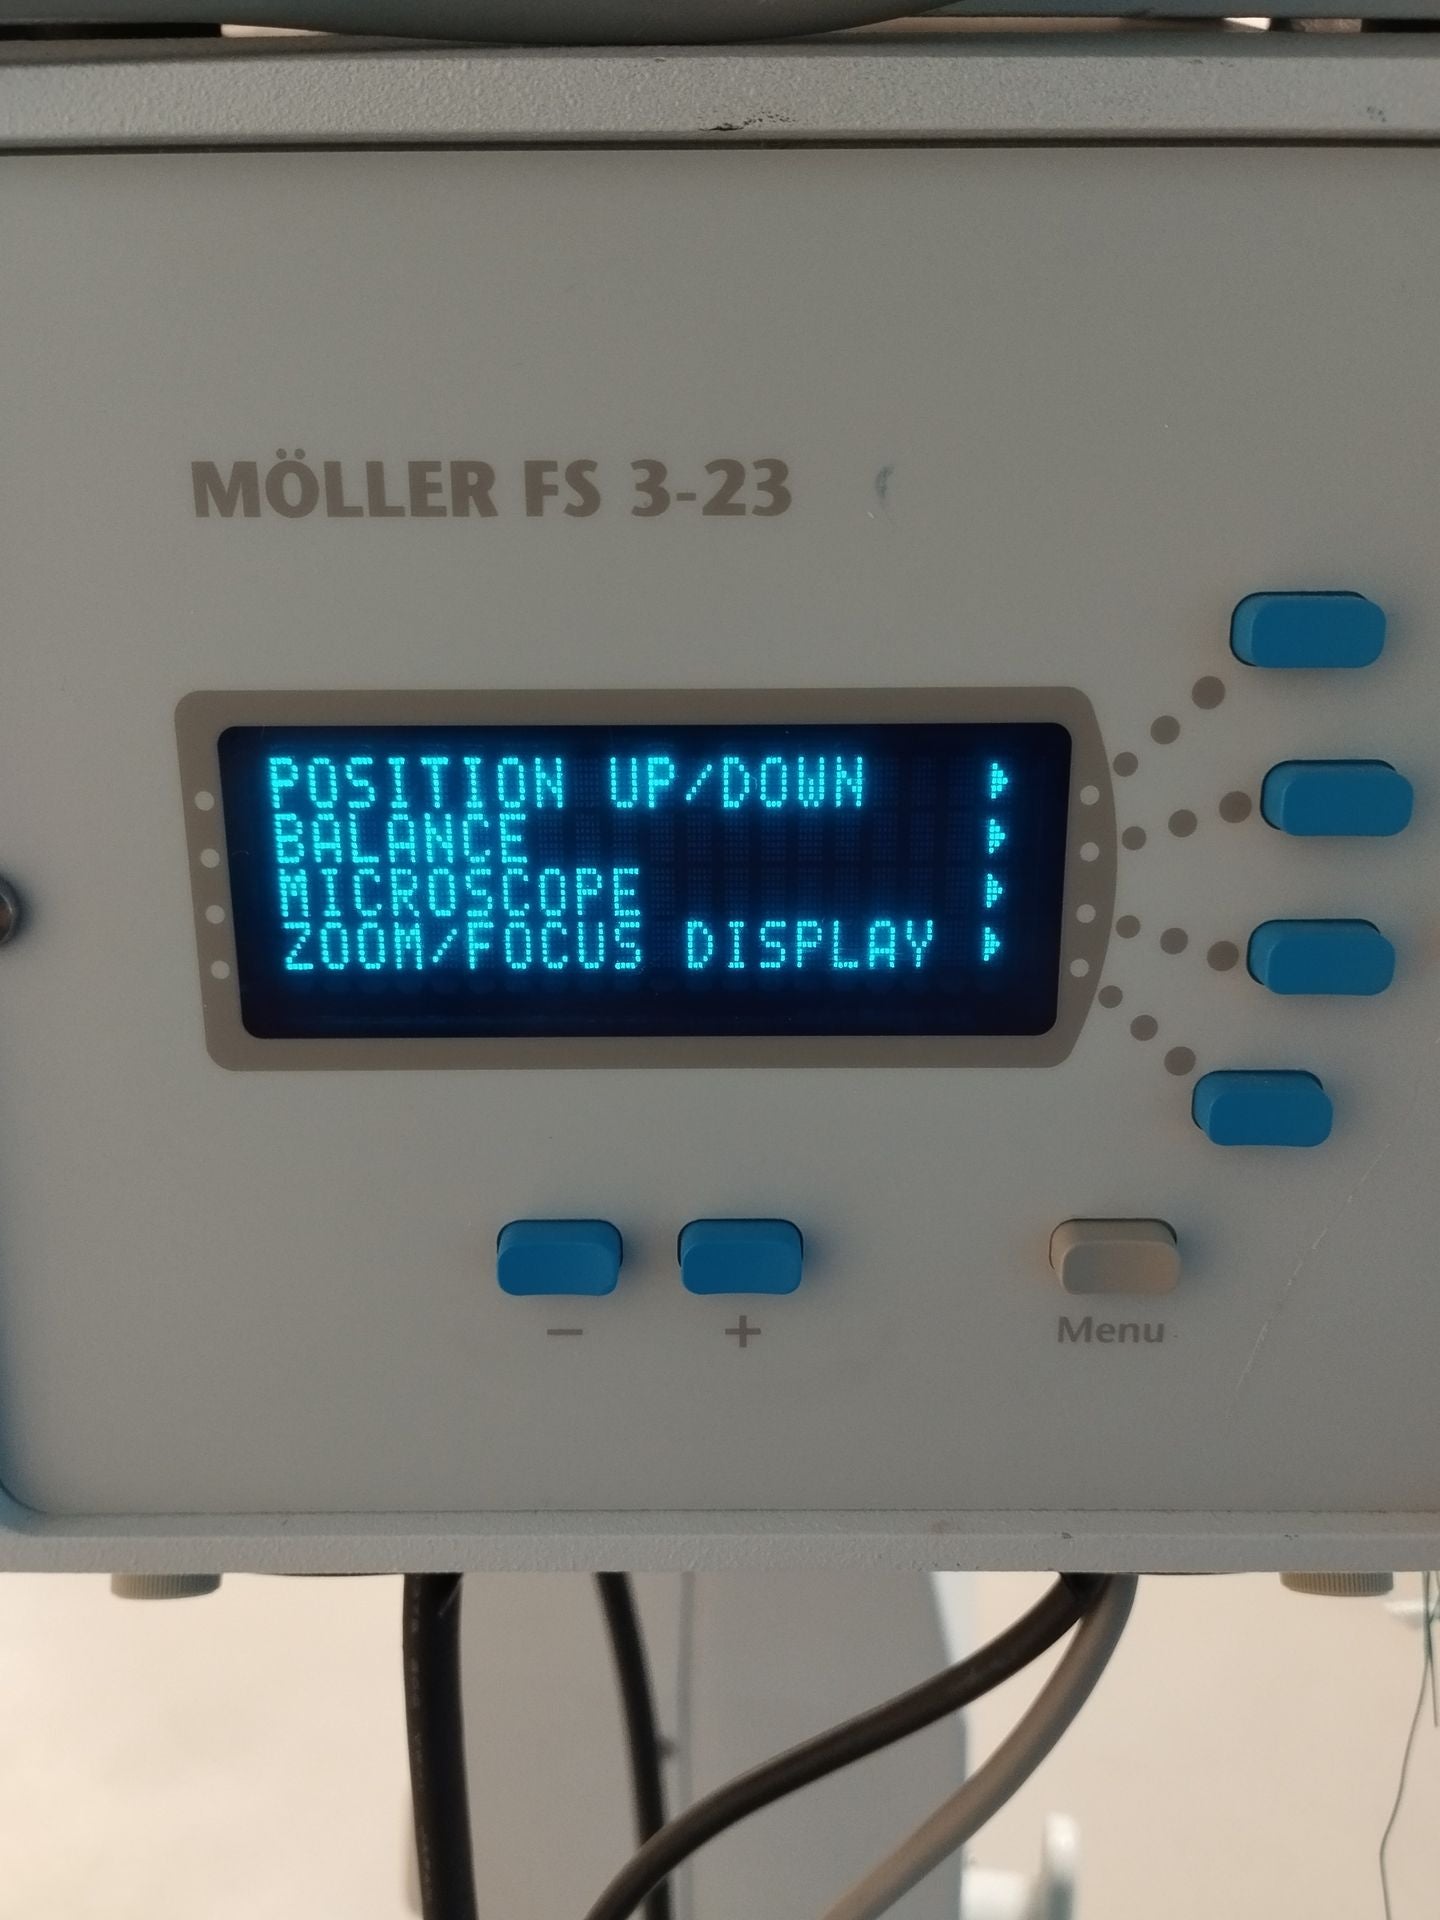 MÖLLER FS 3-23
POSITION UP/DOWN
BALANCE
MICROSCOPE
ZOOM/FOCUS DISPLAY
− +
Menu